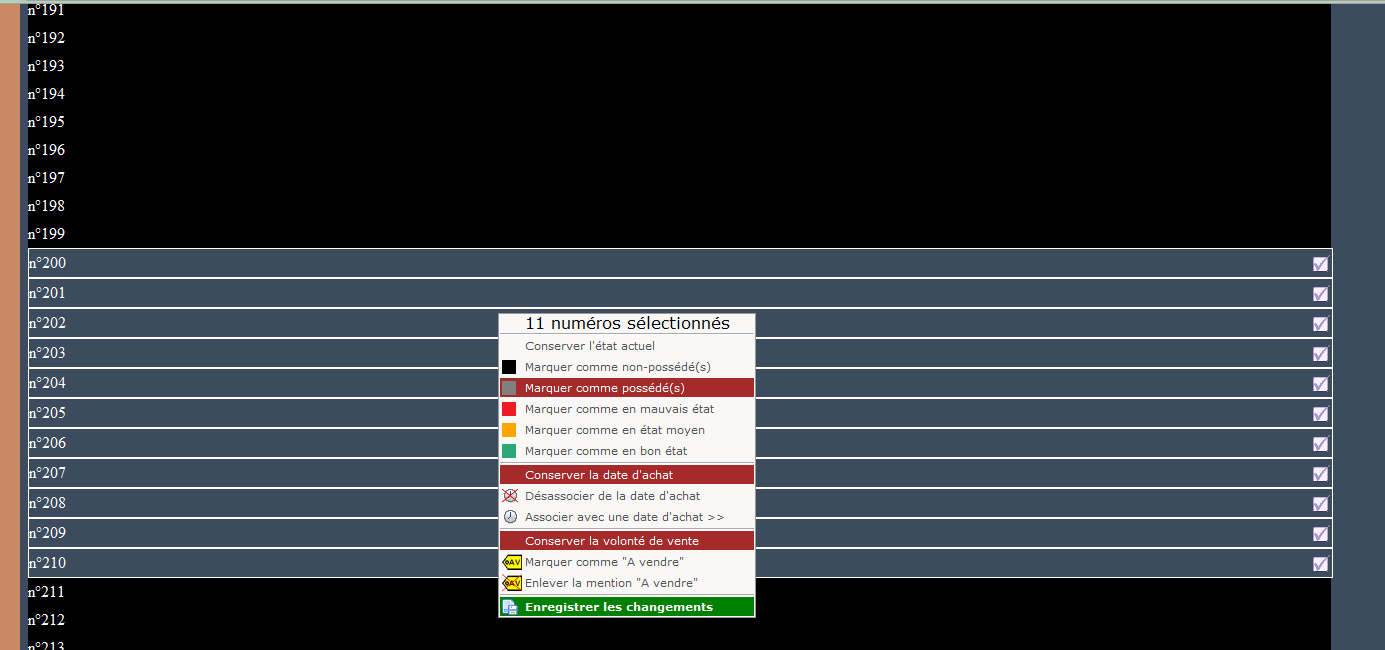 n°191
n°192
n°193
n°194
n°195
n°196
n°197
n°198
n°199
n°200
n°201
n°202
n°203
n°204
n°205
n°206
n°207
n°208
n°209
n°210
n°211
n°212
n°213
11 numéros sélectionnés
Conserver l'état actuel
Marquer comme non-possédé(s)
Marquer comme possédé(s)
Marquer comme en mauvais état
Marquer comme en état moyen
Marquer comme en bon état
Conserver la date d'achat
Désassocier de la date d'achat
Associer avec une date d'achat >>
Conserver la volonté de vente
AV Marquer comme "A vendre"
AV Enlever la mention "A vendre"
Enregistrer les changements